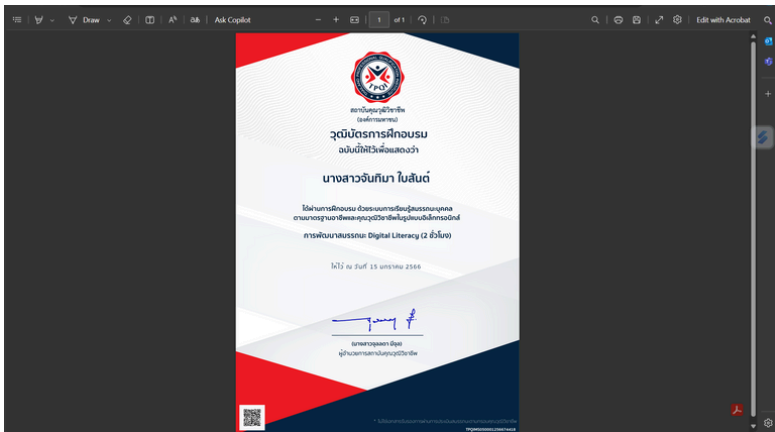 Draw
Ask Copilot
1 of 1
Edit with Acrobat
TPQI
สถาบันคุณวุฒิวิชาชีพ
(องค์การมหาชน)
วุฒิบัตรการฝึกอบรม
ฉบับนี้ให้ไว้เพื่อแสดงว่า
นางสาวจันทิมา ใบสันต์
ได้ผ่านการฝึกอบรม ด้วยระบบการเรียนรู้สมรรถนะบุคคล
ตามมาตรฐานอาชีพและคุณวุฒิวิชาชีพในรูปแบบอิเล็กทรอนิกส์
การพัฒนาสมรรถนะ Digital Literacy (2 ชั่วโมง)
ให้ไว้ ณ วันที่ 15 มกราคม 2566
ผู้อำนวยการสถาบันคุณวุฒิวิชาชีพ